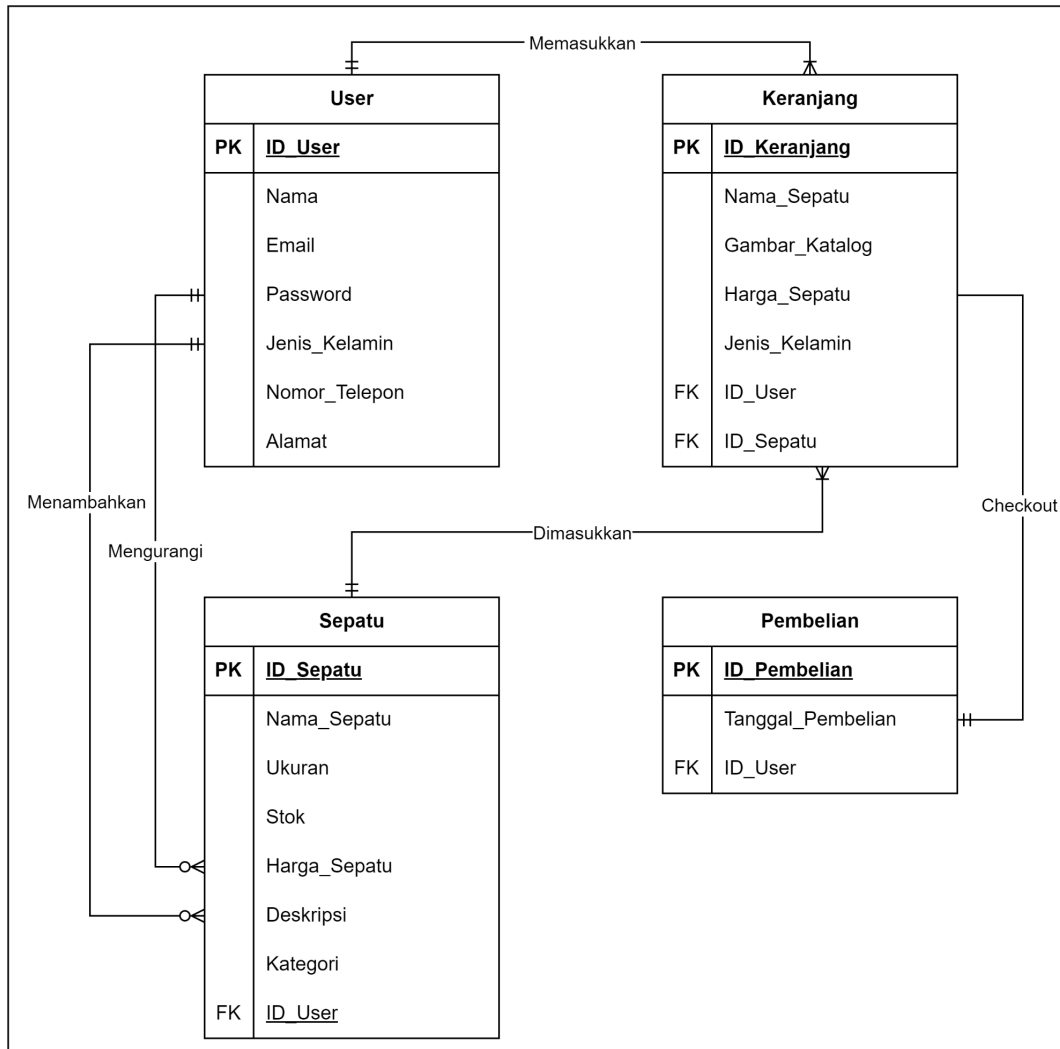 Memasukkan
User
PK ID_User
Nama
Email
Password
Jenis_Kelamin
Nomor_Telepon
Alamat
Keranjang
PK ID_Keranjang
Nama_Sepatu
Gambar_Katalog
Harga_Sepatu
Jenis_Kelamin
FK ID_User
FK ID_Sepatu
Menambahkan
Mengurangi
Dimasukkan
Checkout
Sepatu
PK ID_Sepatu
Nama_Sepatu
Ukuran
Stok
Harga_Sepatu
Deskripsi
Kategori
FK ID_User
Pembelian
PK ID_Pembelian
Tanggal_Pembelian
FK ID_User